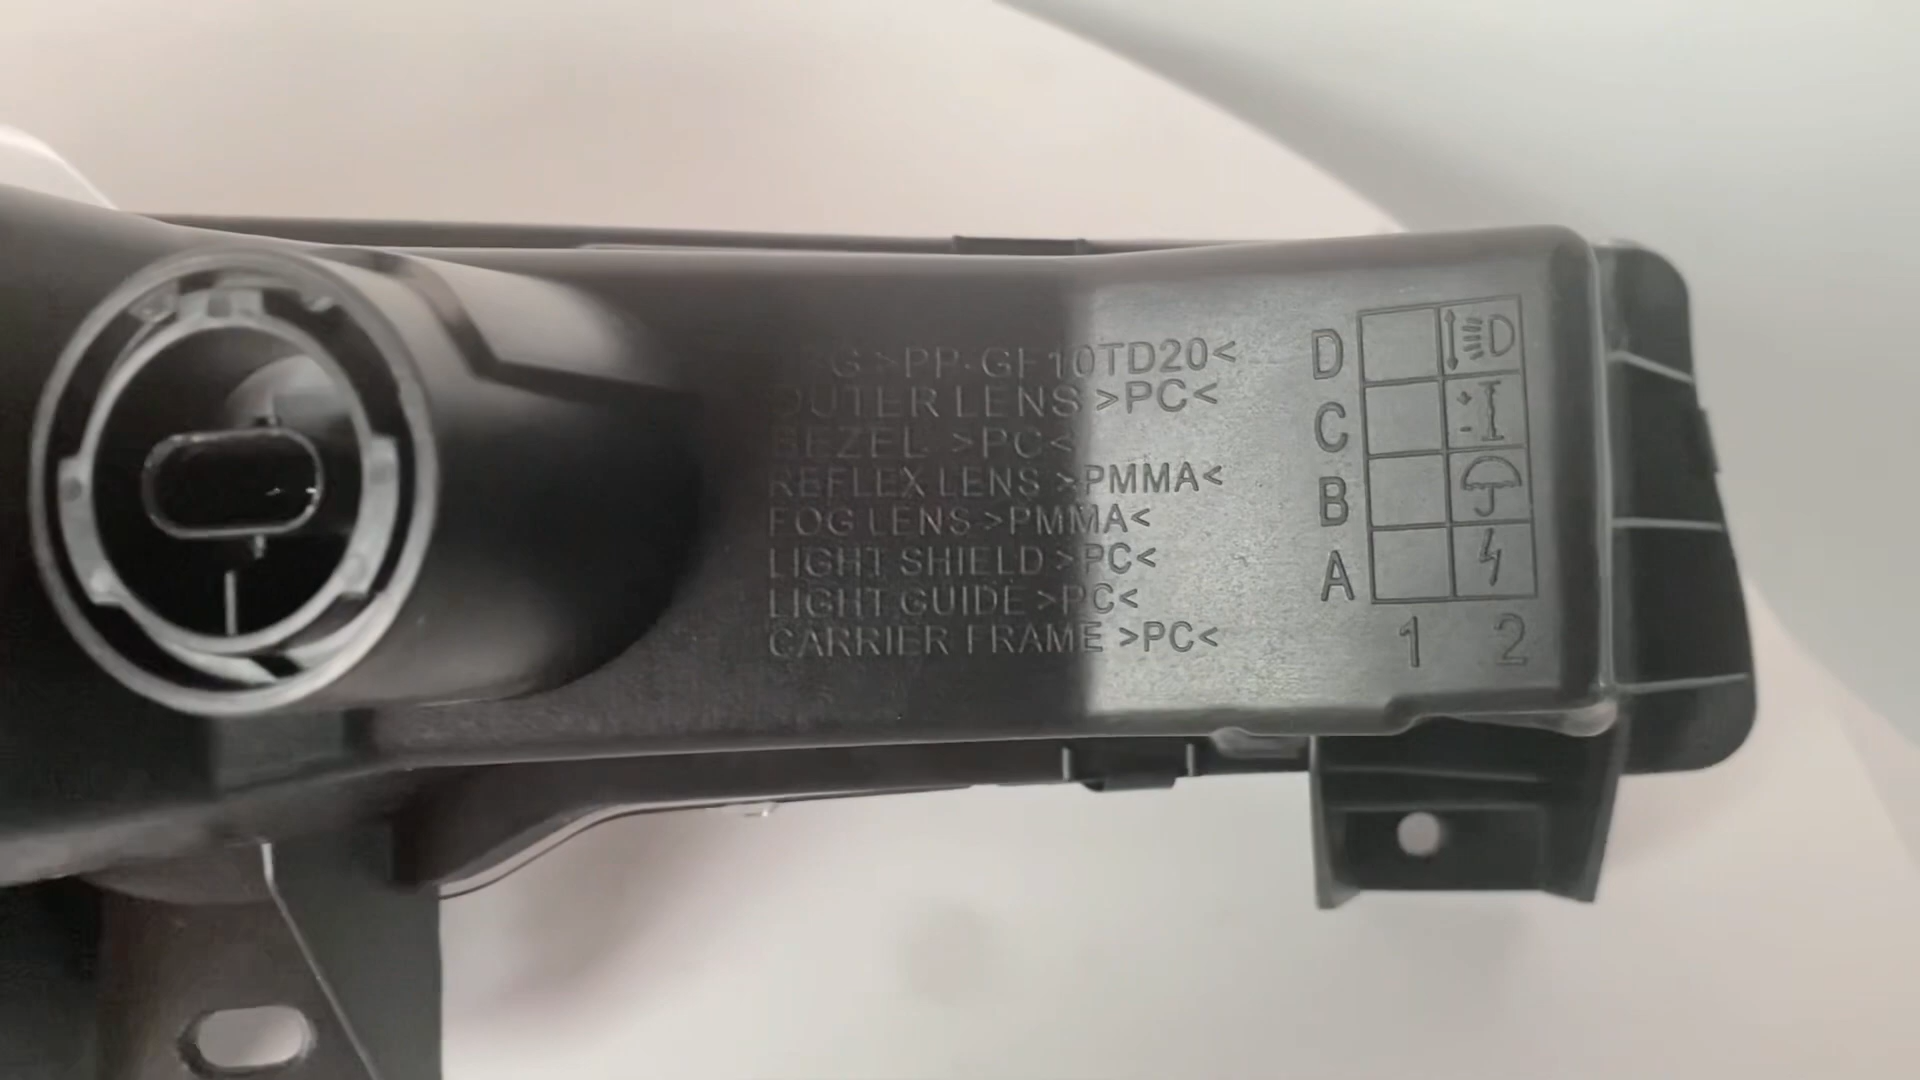 >PP-GF10TD20<
OUTER LENS >PC<
BEZEL >PC<
REFLEX LENS >PMMA<
FOG LENS >PMMA<
LIGHT SHIELD >PC<
LIGHT GUIDE >PC<
CARRIER FRAME >PC<
D
C
B
A
1 2